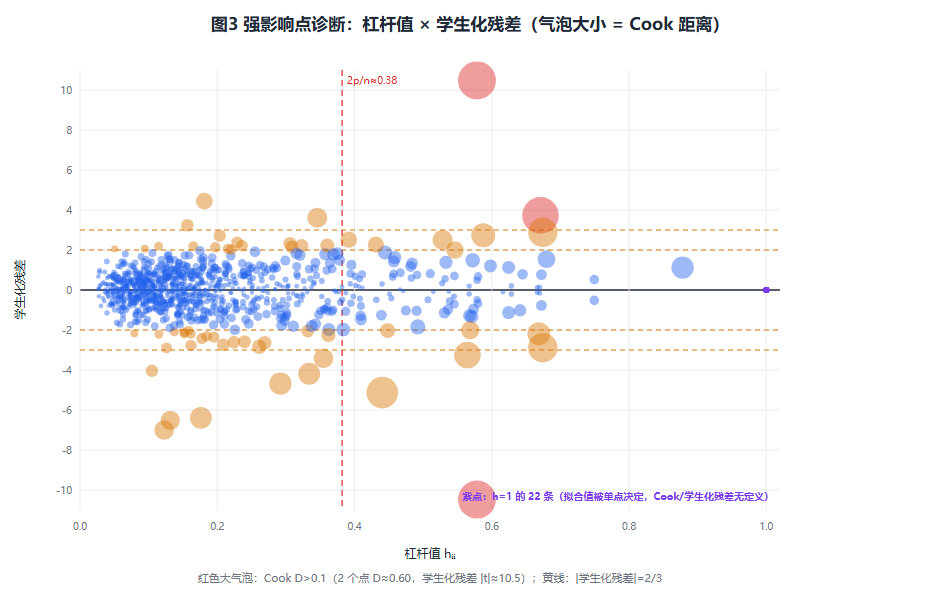 图3 强影响点诊断：杠杆值 × 学生化残差（气泡大小 = Cook 距离）
2p/n≈0.38
10
8
6
4
2
0
-2
-4
-6
-8
-10
学生化残差
紫点：h=1 的 22 条（拟合值被单点决定，Cook/学生化残差无定义）
0.0
0.2
0.4
0.6
0.8
1.0
杠杆值 hᵢᵢ
红色大气泡：Cook D>0.1（2 个点 D≈0.60，学生化残差 |t|≈10.5）；黄线：|学生化残差|=2/3